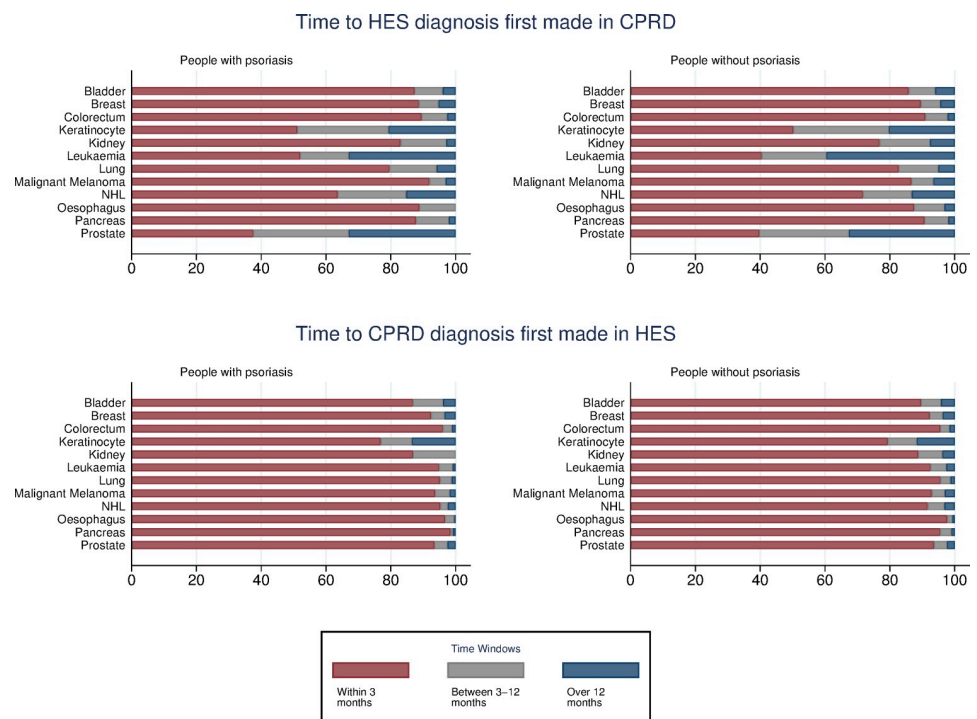 Time to HES diagnosis first made in CPRD
People with psoriasis
People without psoriasis
Bladder
Breast
Colorectum
Keratinocyte
Kidney
Leukaemia
Lung
Malignant Melanoma
NHL
Oesophagus
Pancreas
Prostate
0 20 40 60 80 100
Bladder
Breast
Colorectum
Keratinocyte
Kidney
Leukaemia
Lung
Malignant Melanoma
NHL
Oesophagus
Pancreas
Prostate
0 20 40 60 80 100
Time to CPRD diagnosis first made in HES
People with psoriasis
People without psoriasis
Bladder
Breast
Colorectum
Keratinocyte
Kidney
Leukaemia
Lung
Malignant Melanoma
NHL
Oesophagus
Pancreas
Prostate
0 20 40 60 80 100
Bladder
Breast
Colorectum
Keratinocyte
Kidney
Leukaemia
Lung
Malignant Melanoma
NHL
Oesophagus
Pancreas
Prostate
0 20 40 60 80 100
Time Windows
Within 3
months
Between 3–12
months
Over 12
months